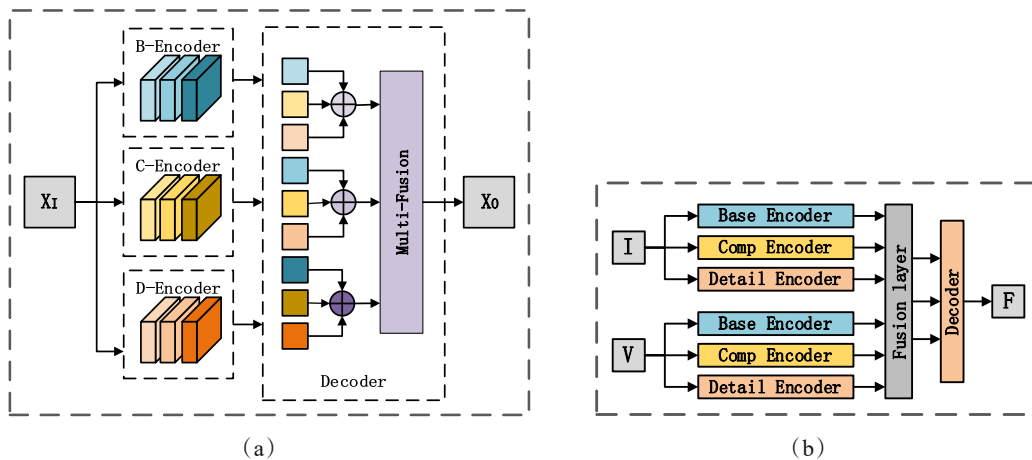 B-Encoder
C-Encoder
D-Encoder
XI
Multi-Fusion
XO
Decoder
(a)
I
Base Encoder
Comp Encoder
Detail Encoder
V
Base Encoder
Comp Encoder
Detail Encoder
Fusion layer
Decoder
F
(b)